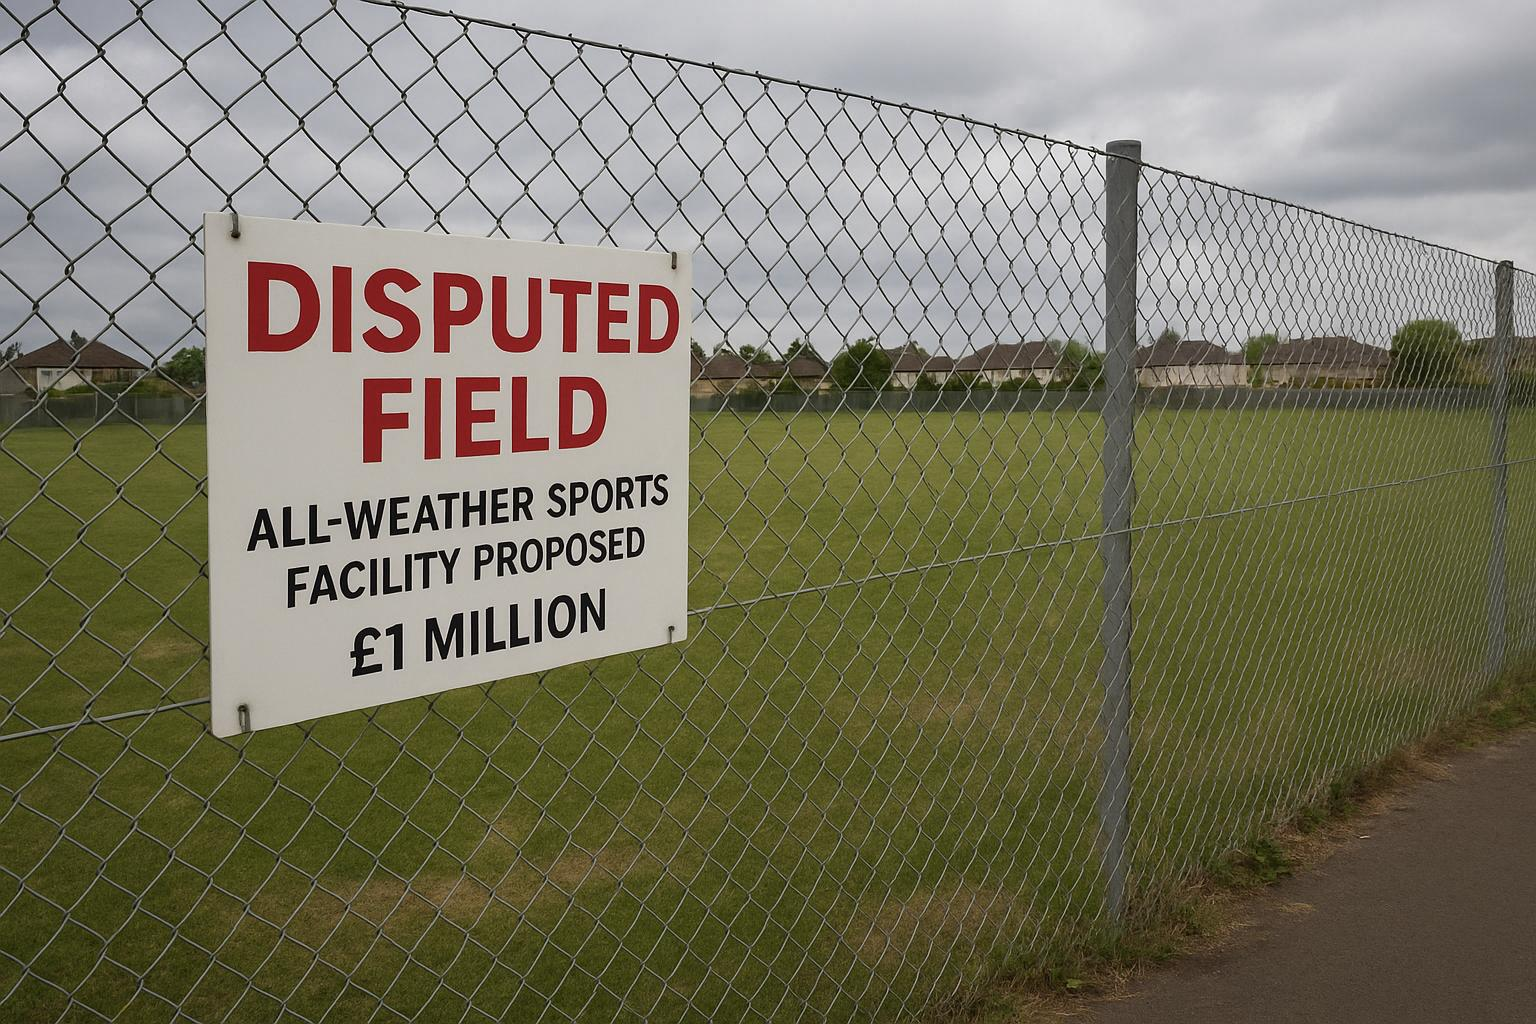 DISPUTED
FIELD
ALL-WEATHER SPORTS
FACILITY PROPOSED
£1 MILLION